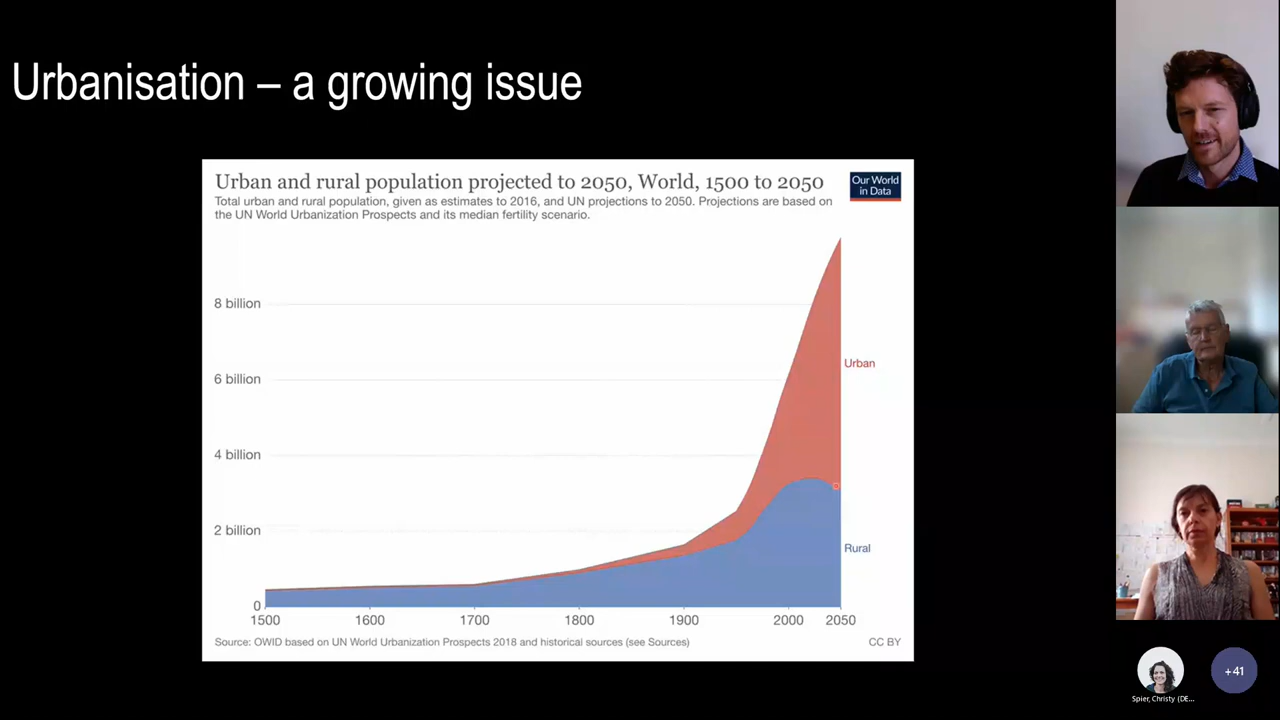 Urbanisation – a growing issue
Urban and rural population projected to 2050, World, 1500 to 2050
Our World
in Data
Total urban and rural population, given as estimates to 2016, and UN projections to 2050. Projections are based on
the UN World Urbanization Prospects and its median fertility scenario.
8 billion
6 billion
4 billion
2 billion
0
Urban
Rural
1500 1600 1700 1800 1900 2000 2050
Source: OWID based on UN World Urbanization Prospects 2018 and historical sources (see Sources)
CC BY
Spier, Christy (DE...
+41